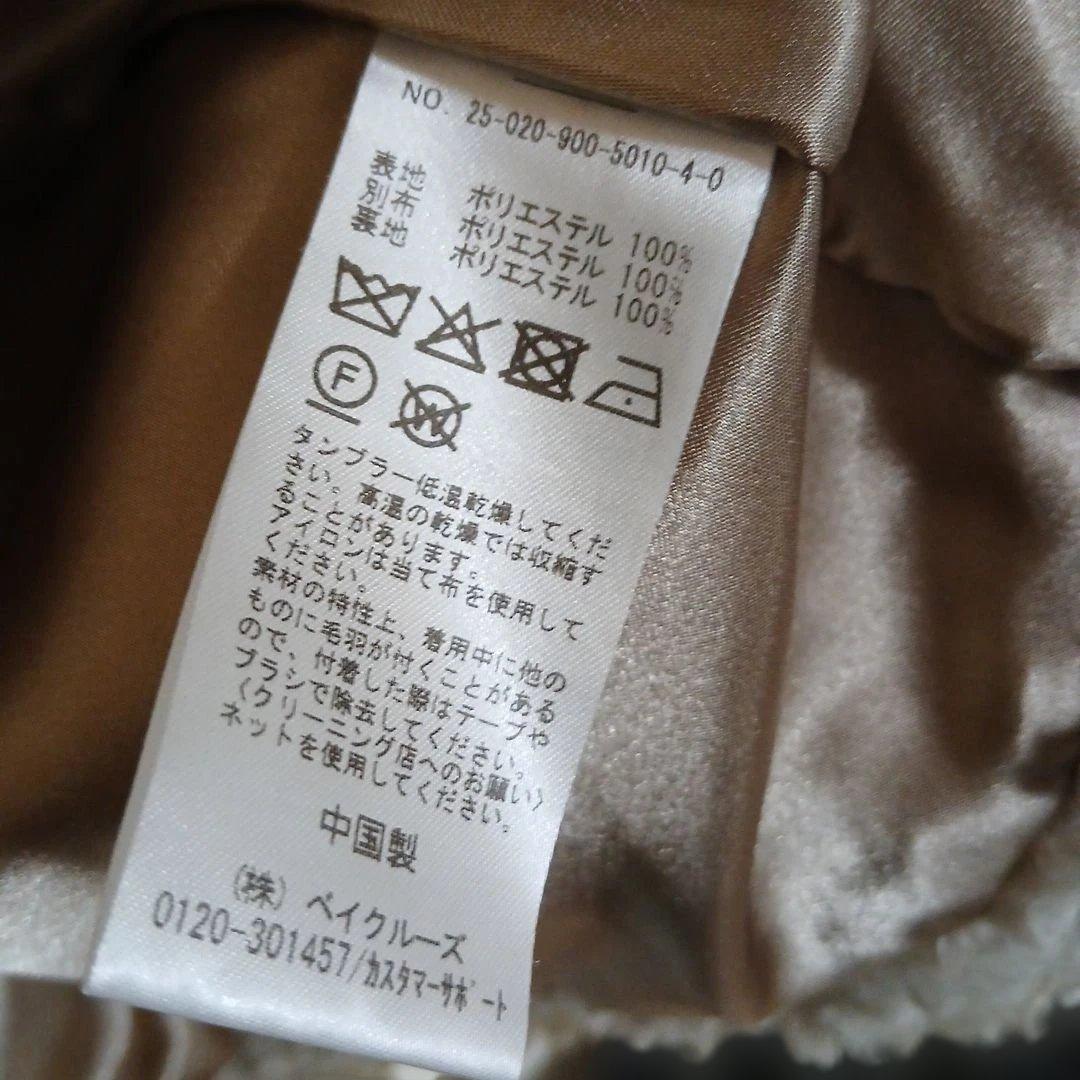 NO. 25-020-900-5010-4-0
表地 ポリエステル 100%
別布 ポリエステル 100%
裏地 ポリエステル 100%
F
W
タンブラー低温乾燥してくだ
さい。高温の乾燥では収縮す
ることがあります。
アイロンは当て布を使用して
ください。
素材の特性上、着用中に他の
ものに毛羽が付くことがある
ので、付着した際はテープや
ブラシで除去してください。
〈クリーニング店へのお願い〉
ネットを使用してください。
中国製
(株) ベイクルーズ
0120-301457/カスタマーサポート